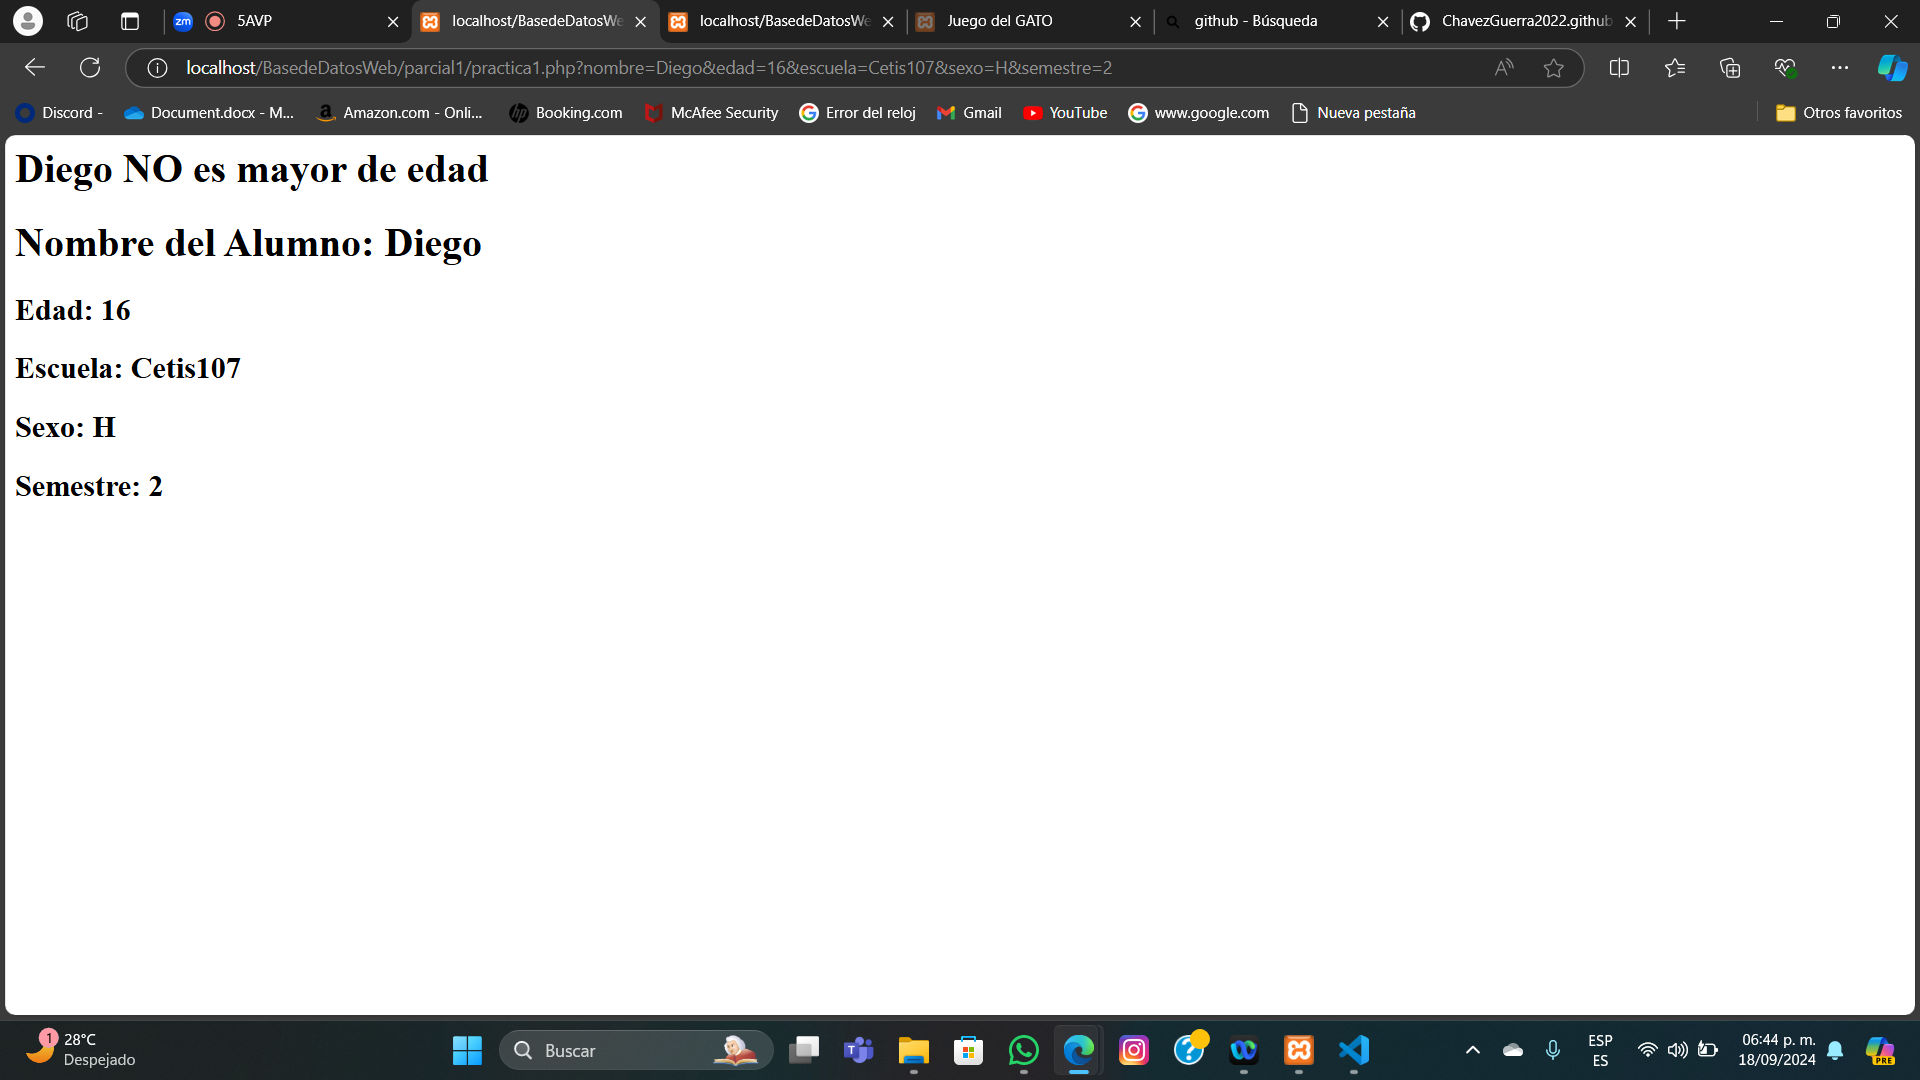 5AVP
localhost/BasedeDatosWe
localhost/BasedeDatosWe
Juego del GATO
github - Búsqueda
ChavezGuerra2022.github
localhost/BasedeDatosWeb/parcial1/practica1.php?nombre=Diego&edad=16&escuela=Cetis107&sexo=H&semestre=2
Discord -
Document.docx - M...
Amazon.com - Onli...
Booking.com
McAfee Security
Error del reloj
Gmail
YouTube
www.google.com
Nueva pestaña
Otros favoritos
Diego NO es mayor de edad
Nombre del Alumno: Diego
Edad: 16
Escuela: Cetis107
Sexo: H
Semestre: 2
1
28°C
Despejado
Buscar
ESP
ES
06:44 p. m.
18/09/2024
PRE